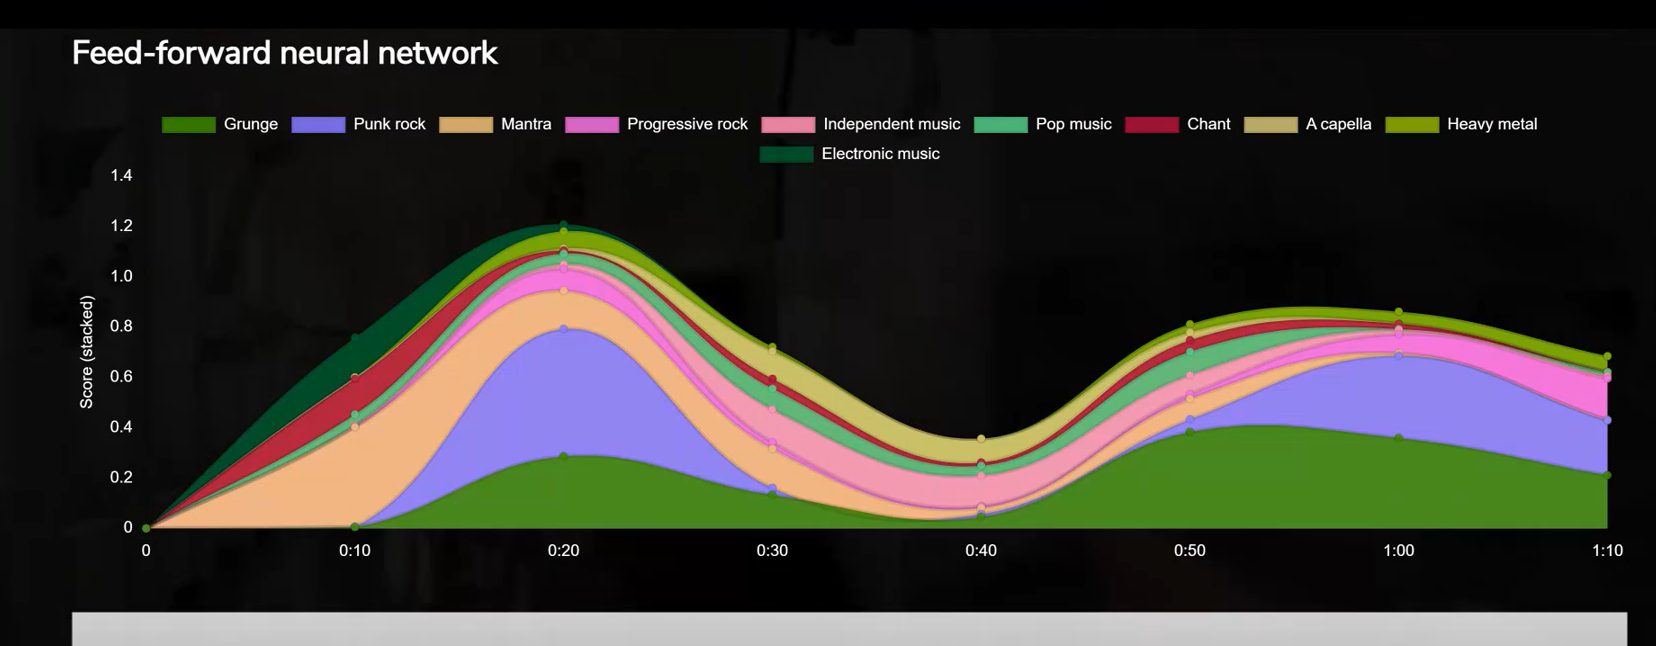 Feed-forward neural network
Grunge Punk rock Mantra Progressive rock Independent music Pop music Chant A capella Heavy metal
Electronic music
1.4
1.2
1.0
0.8
0.6
0.4
0.2
0
Score (stacked)
0 0:10 0:20 0:30 0:40 0:50 1:00 1:10